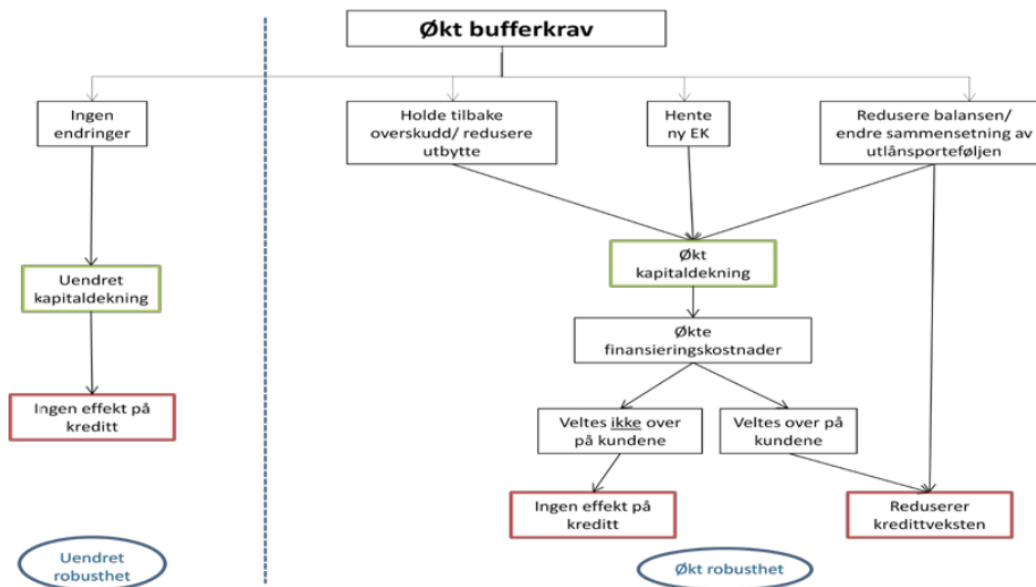 Økt bufferkrav
Ingen
endringer
Holde tilbake
overskudd/ redusere
utbytte
Hente
ny EK
Redusere balansen/
endre sammensetning av
utlånsporteføljen
Uendret
kapitaldekning
Økt
kapitaldekning
Økte
finansieringskostnader
Ingen effekt på
kreditt
Veltes ikke over
på kundene
Veltes over på
kundene
Ingen effekt på
kreditt
Reduserer
kredittveksten
Uendret
robusthet
Økt robusthet